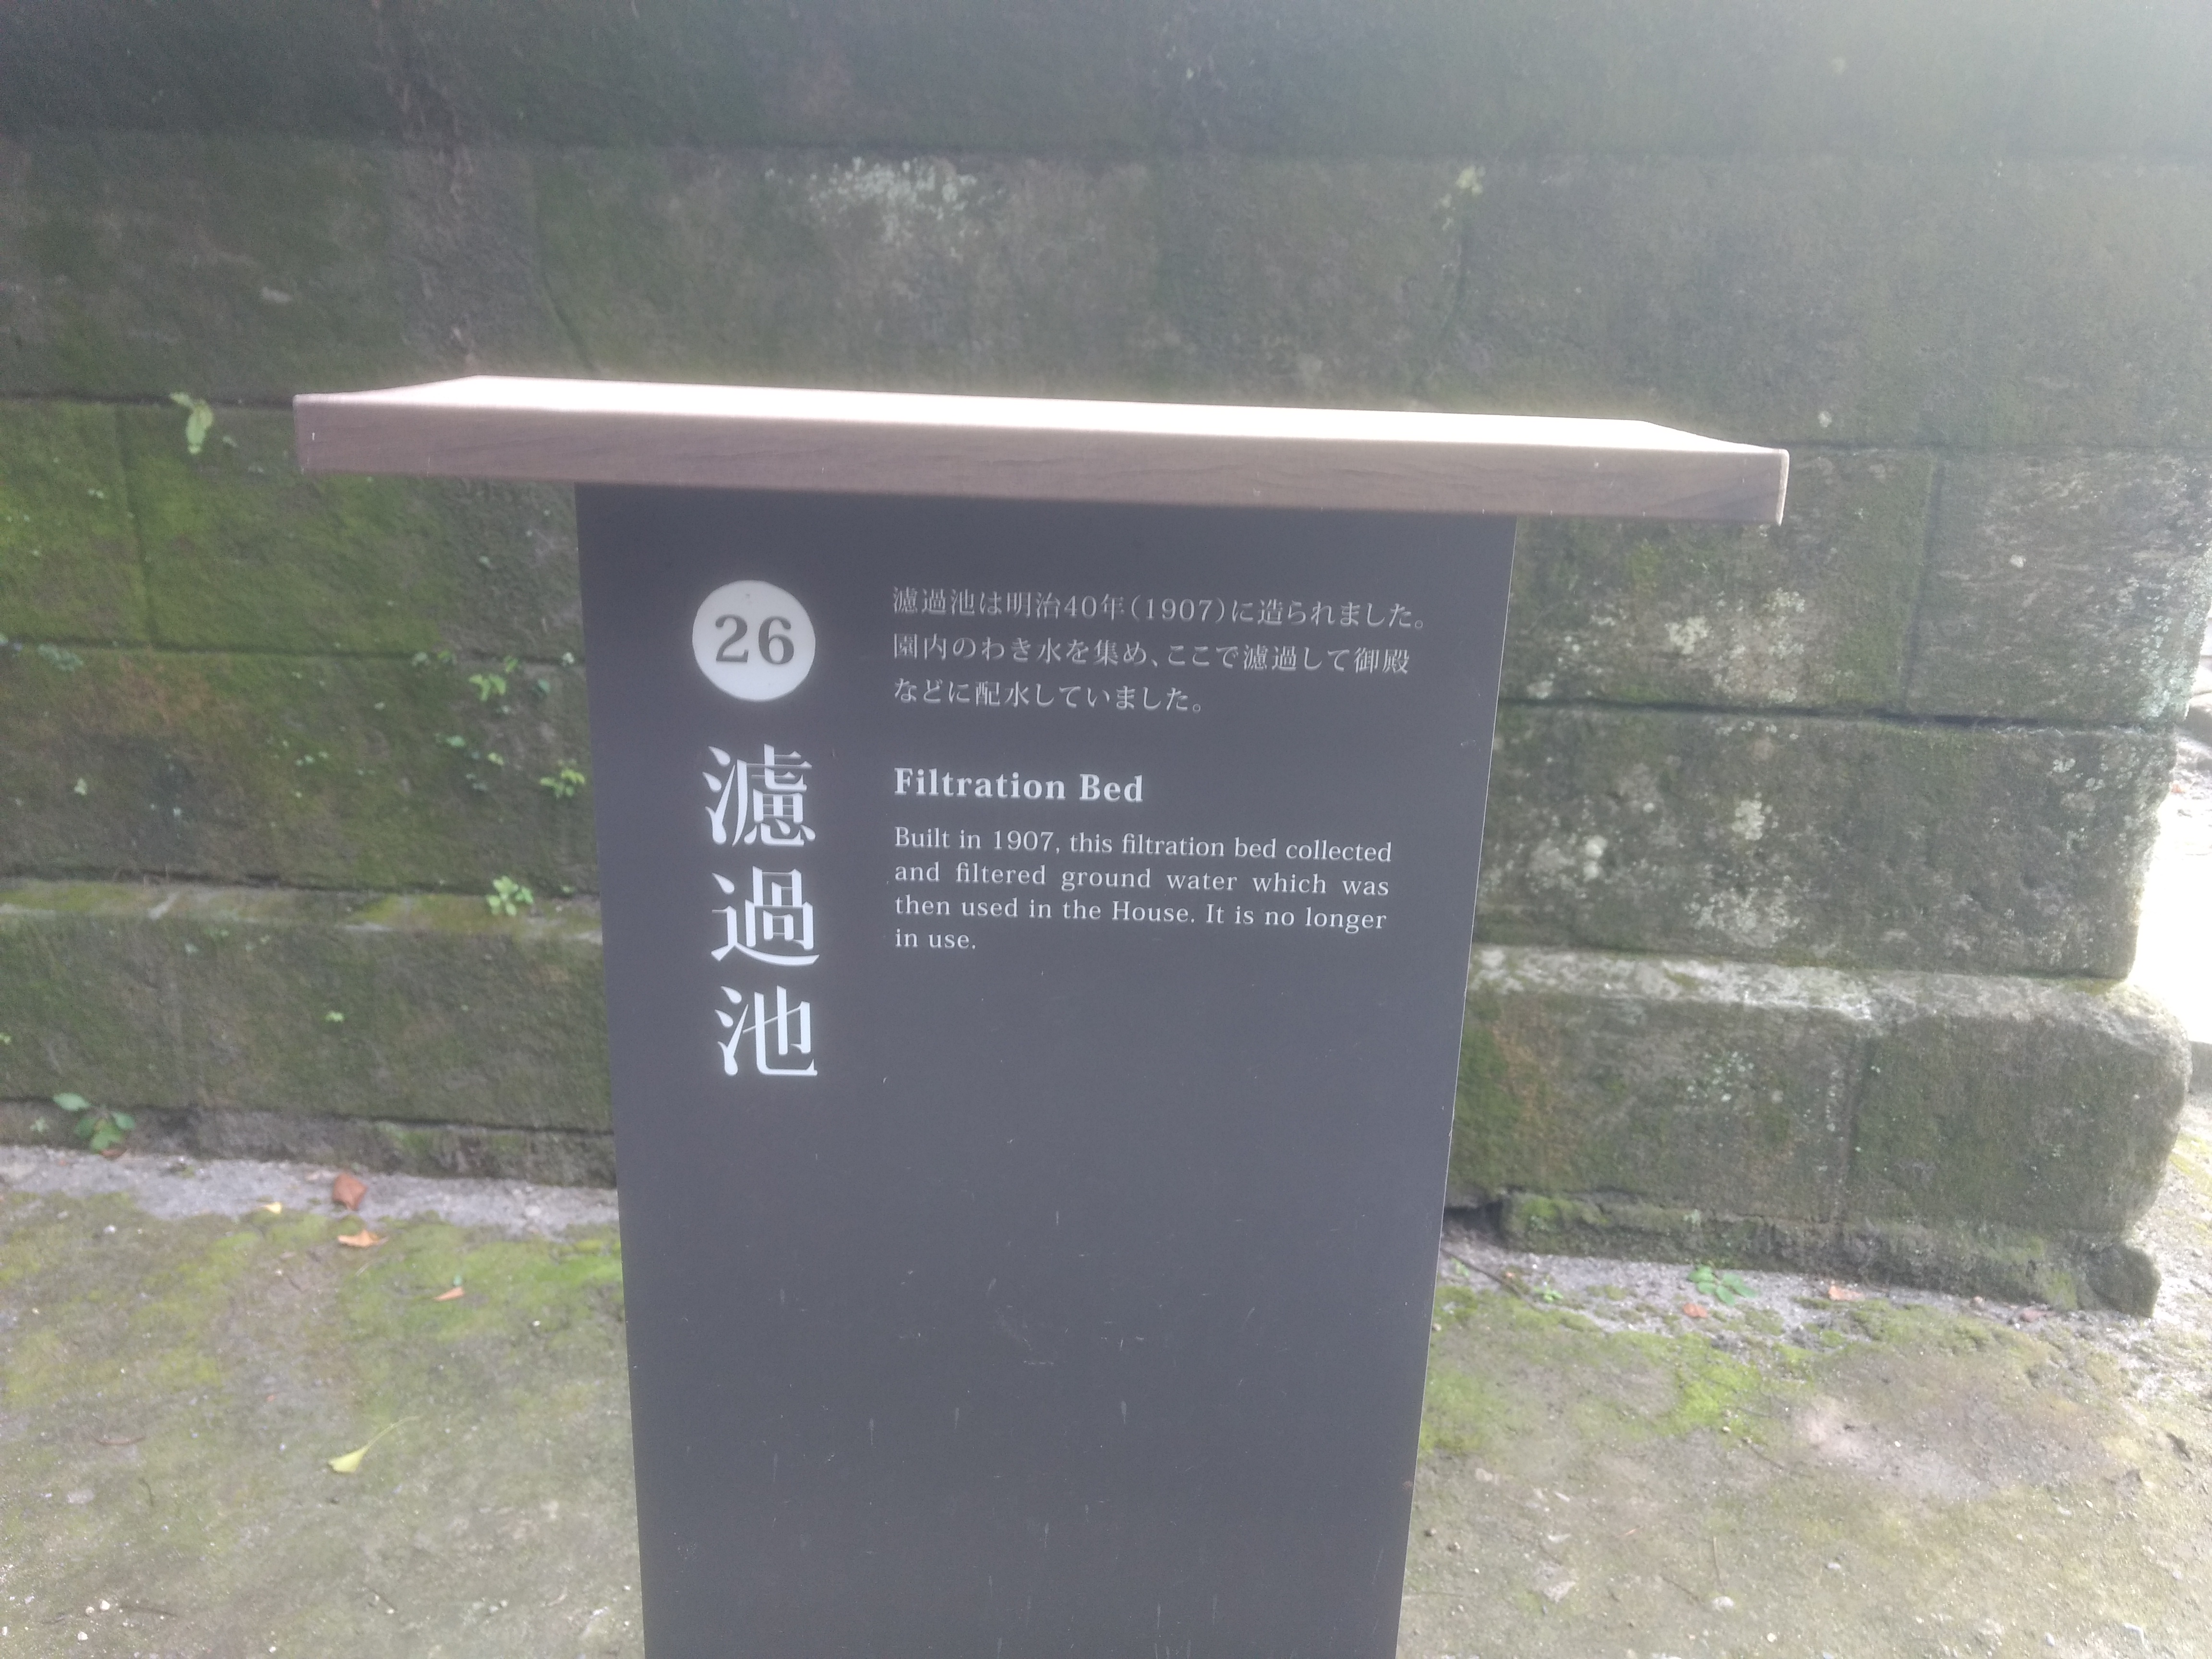 26
濾過池
濾過池は明治40年(1907)に造られました。
園内のわき水を集め、ここで濾過して御殿
などに配水していました。
Filtration Bed
Built in 1907, this filtration bed collected
and filtered ground water which was
then used in the House. It is no longer
in use.